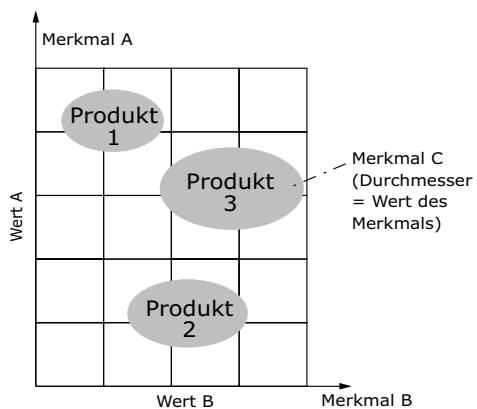 Merkmal A
Produkt
1
Merkmal C
(Durchmesser
= Wert des
Merkmals)
Produkt
3
Wert A
Produkt
2
Wert B
Merkmal B